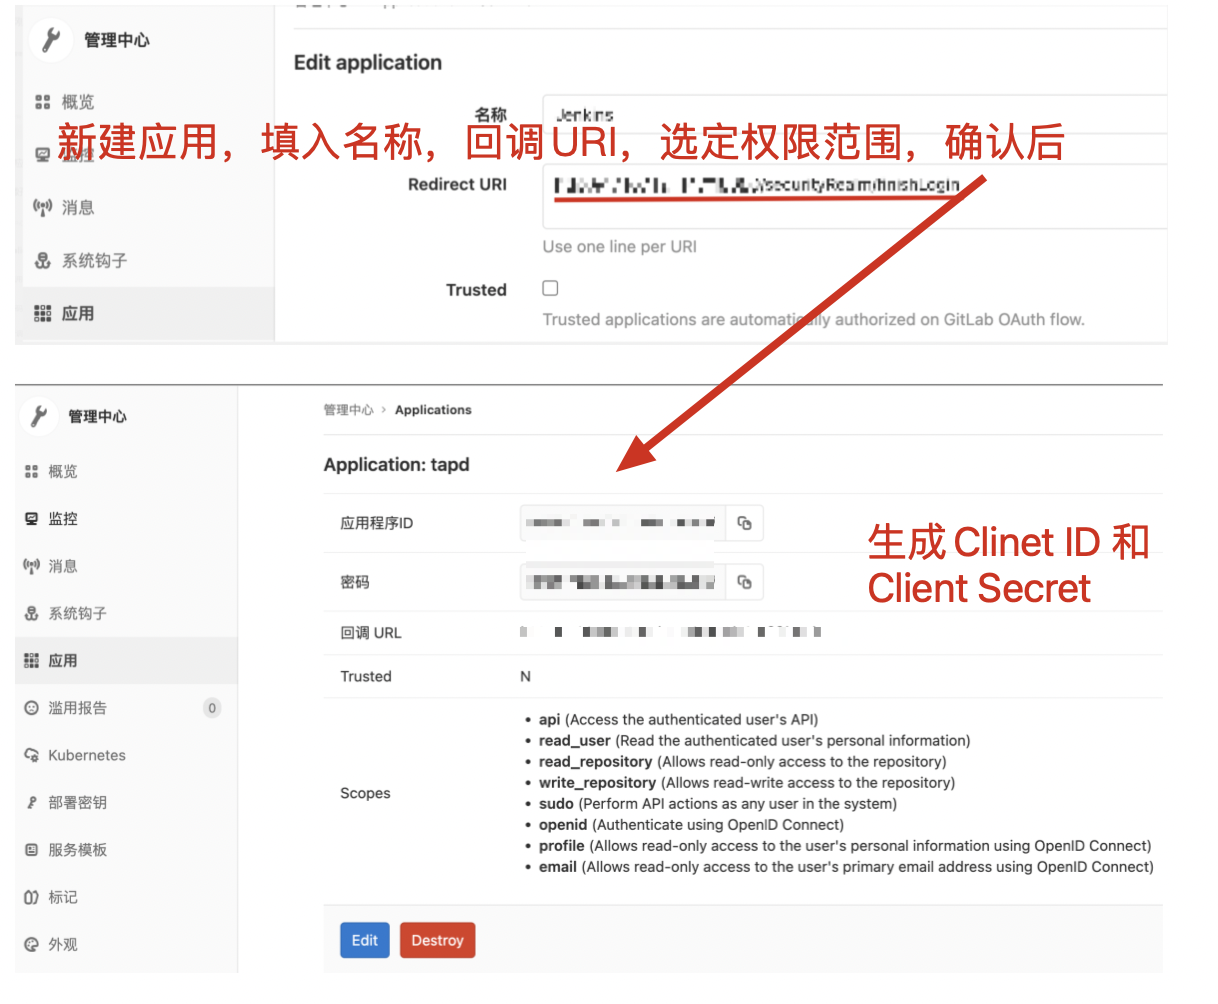 管理中心
Edit application
概览
名称
Jenkins
新建应用，填入名称，回调URI，选定权限范围，确认后
监控
Redirect URI
/securityRealm/finishLogin
消息
Use one line per URI
系统钩子
Trusted
应用
Trusted applications are automatically authorized on GitLab OAuth flow.
管理中心
管理中心 > Applications
概览
Application: tapd
监控
应用程序ID
生成 Clinet ID 和
Client Secret
消息
密码
系统钩子
回调 URL
应用
Trusted
N
滥用报告
0
Kubernetes
部署密钥
服务模板
标记
外观
Scopes
• api (Access the authenticated user's API)
• read_user (Read the authenticated user's personal information)
• read_repository (Allows read-only access to the repository)
• write_repository (Allows read-write access to the repository)
• sudo (Perform API actions as any user in the system)
• openid (Authenticate using OpenID Connect)
• profile (Allows read-only access to the user's personal information using OpenID Connect)
• email (Allows read-only access to the user's primary email address using OpenID Connect)
Edit
Destroy